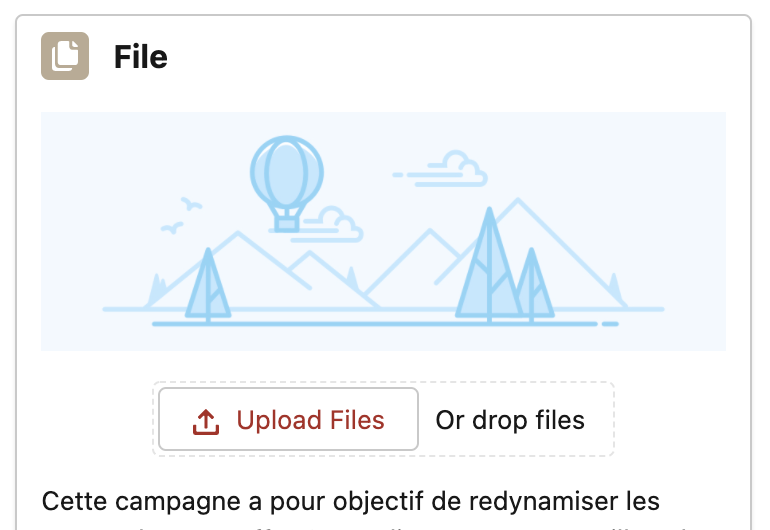 File
Upload Files
Or drop files
Cette campagne a pour objectif de redynamiser les